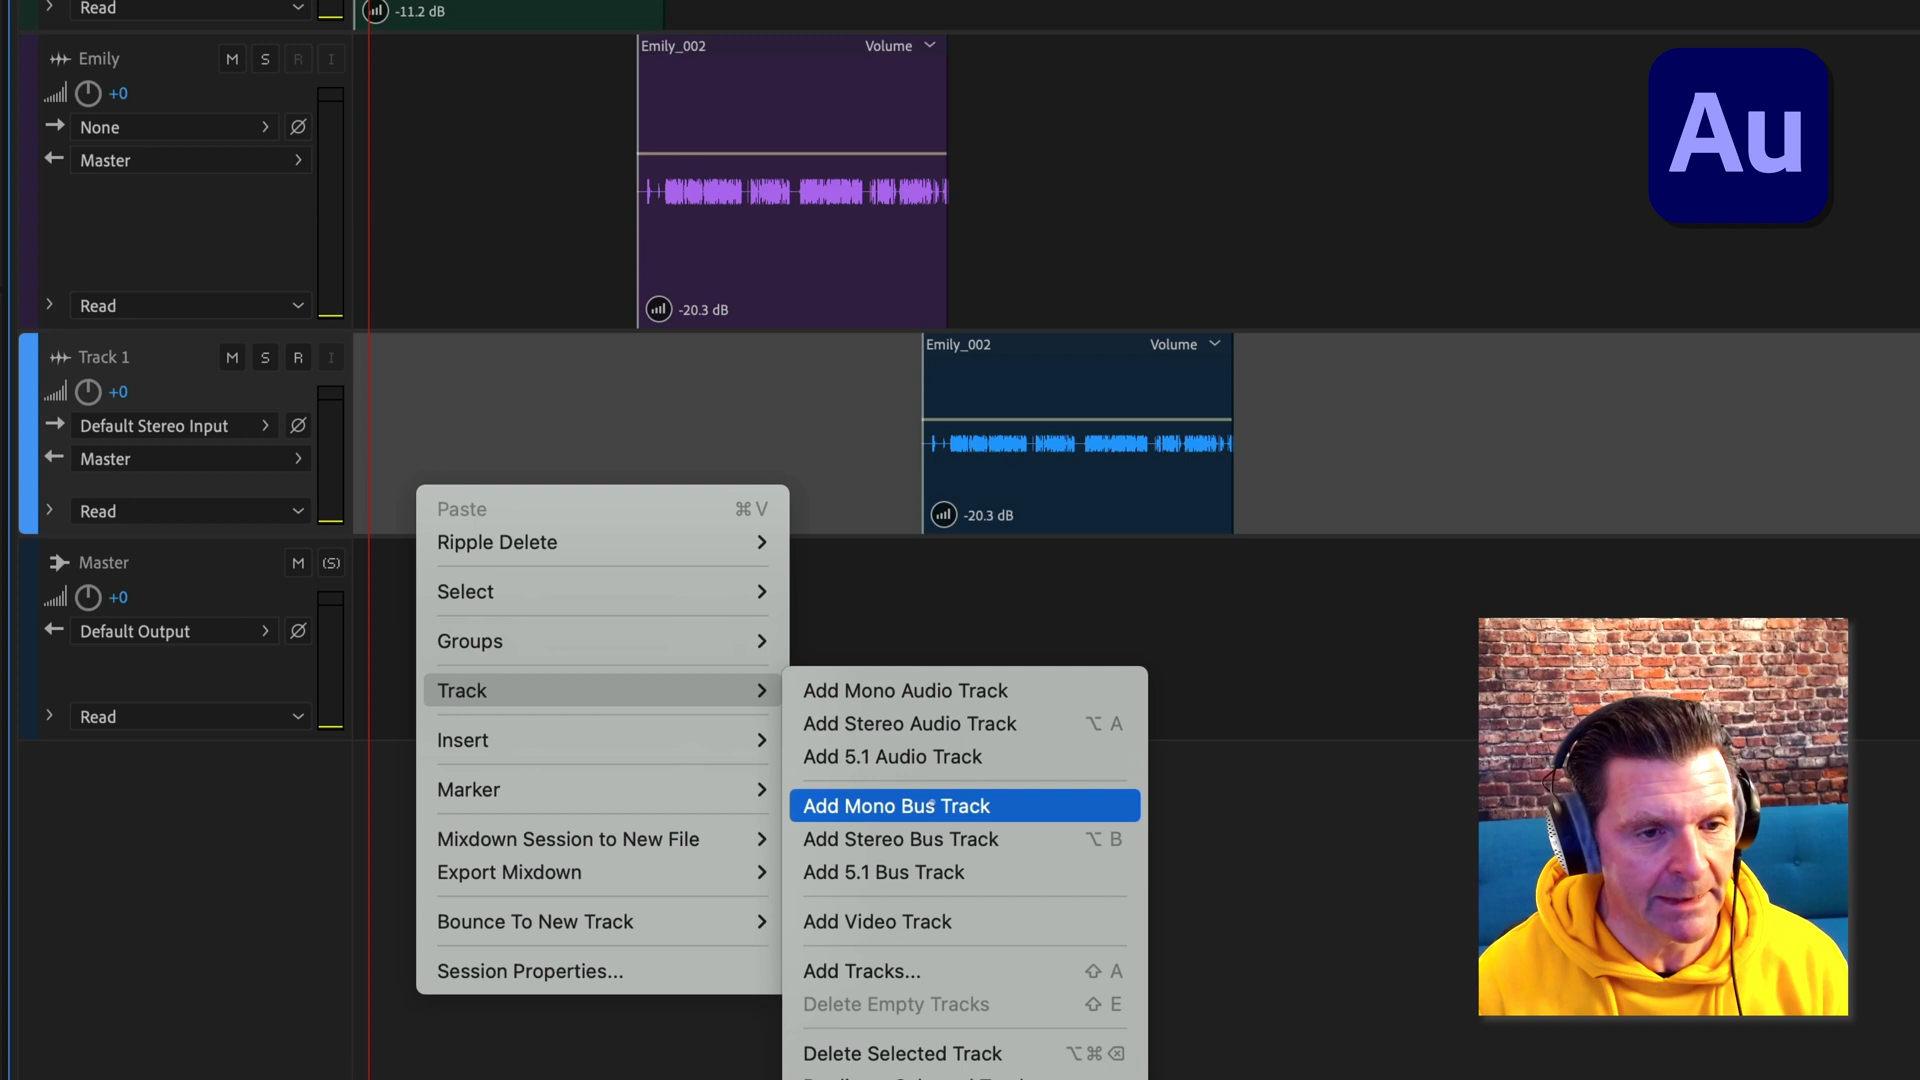 Read
-11.2 dB
Emily
M S R I
Emily_002 Volume
Au
+0
None
Master
-20.3 dB
Read
Track 1
M S R I
Emily_002 Volume
+0
Default Stereo Input
Master
Read
-20.3 dB
Master
M (S)
+0
Default Output
Read
Paste ⌘ V
Ripple Delete
Select
Groups
Track
Insert
Marker
Mixdown Session to New File
Export Mixdown
Bounce To New Track
Session Properties...
Add Mono Audio Track
Add Stereo Audio Track ⌥ A
Add 5.1 Audio Track
Add Mono Bus Track
Add Stereo Bus Track ⌥ B
Add 5.1 Bus Track
Add Video Track
Add Tracks... ⇧ A
Delete Empty Tracks ⇧ E
Delete Selected Track ⌥⌘⌫